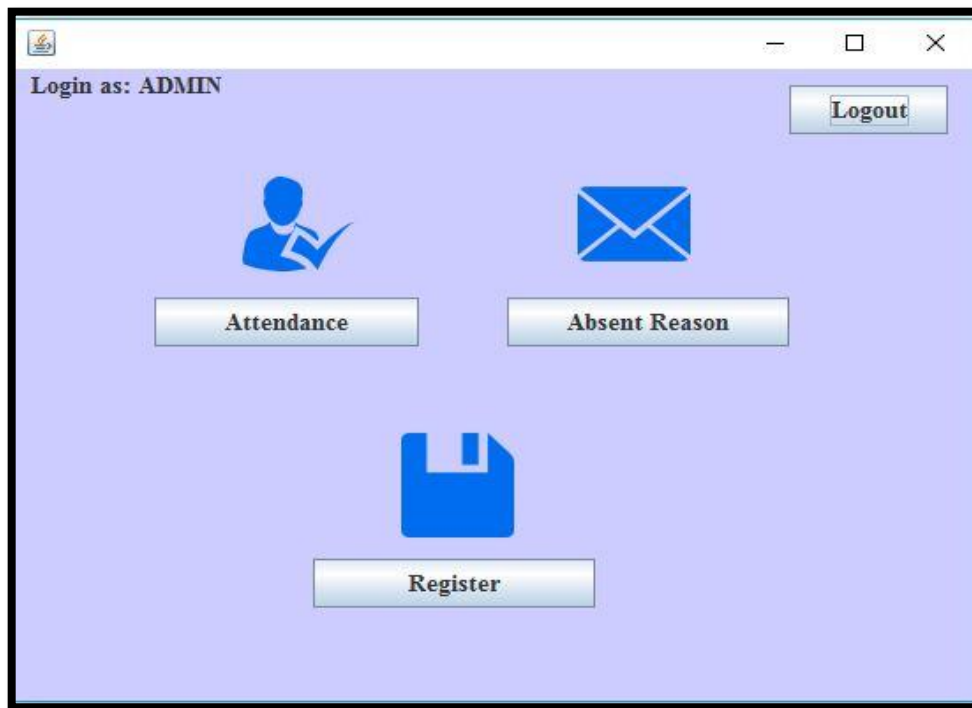 Login as: ADMIN
Logout
Attendance
Absent Reason
Register